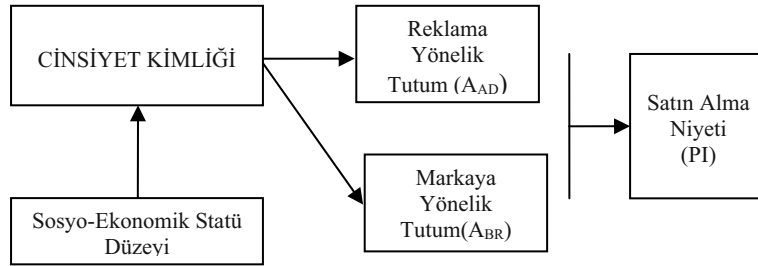 CİNSİYET KİMLİĞİ
Reklama
Yönelik
Tutum (AAD)
Satın Alma
Niyeti
(PI)
Markaya
Yönelik
Tutum(ABR)
Sosyo-Ekonomik Statü
Düzeyi